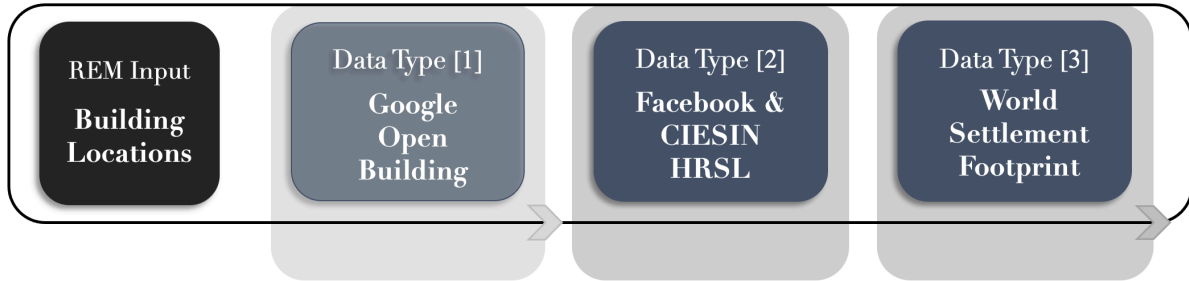 REM Input
Building
Locations
Data Type [1]
Google
Open
Building
Data Type [2]
Facebook &
CIESIN
HRSL
Data Type [3]
World
Settlement
Footprint